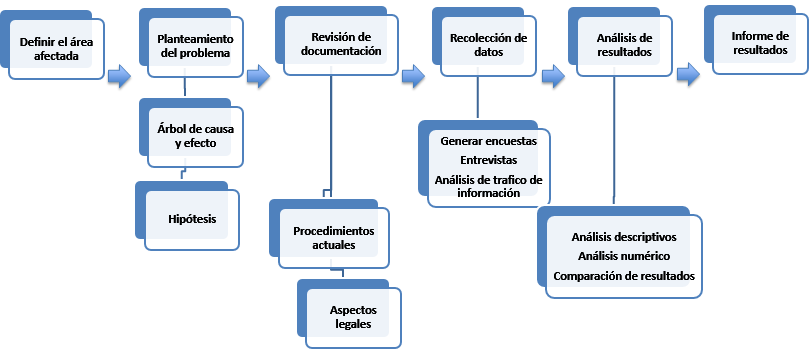 Definir el área
afectada
Planteamiento
del problema
Árbol de causa
y efecto
Hipótesis
Revisión de
documentación
Procedimientos
actuales
Aspectos
legales
Recolección de
datos
Generar encuestas
Entrevistas
Análisis de trafico de
información
Análisis de
resultados
Análisis descriptivos
Análisis numérico
Comparación de resultados
Informe de
resultados